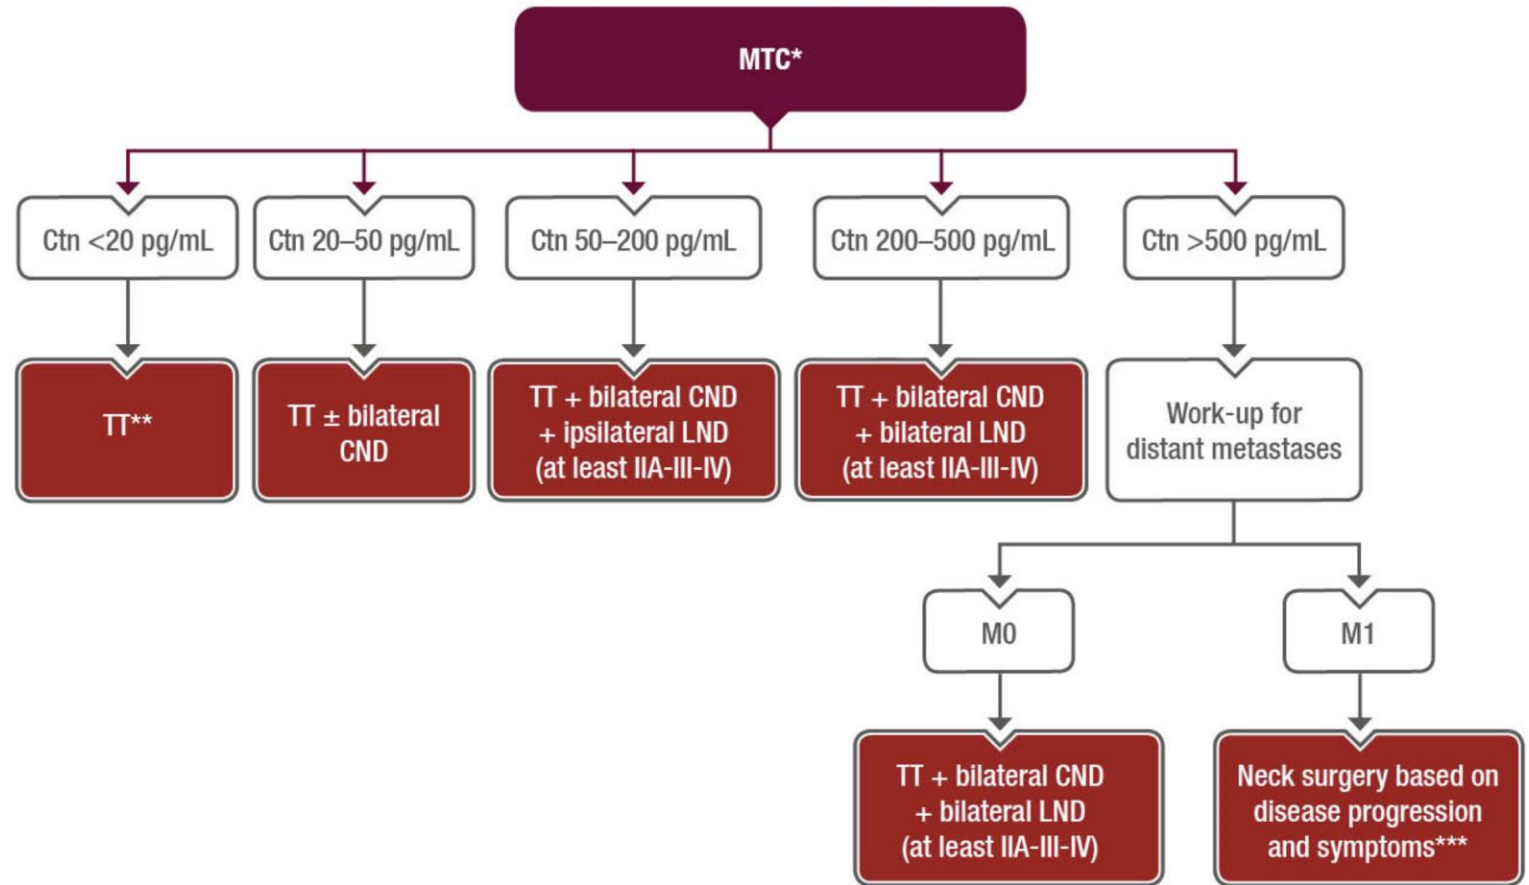 MTC*
Ctn <20 pg/mL
Ctn 20–50 pg/mL
Ctn 50–200 pg/mL
Ctn 200–500 pg/mL
Ctn >500 pg/mL
TT**
TT ± bilateral
CND
TT + bilateral CND
+ ipsilateral LND
(at least IIA-III-IV)
TT + bilateral CND
+ bilateral LND
(at least IIA-III-IV)
Work-up for
distant metastases
M0
M1
TT + bilateral CND
+ bilateral LND
(at least IIA-III-IV)
Neck surgery based on
disease progression
and symptoms***